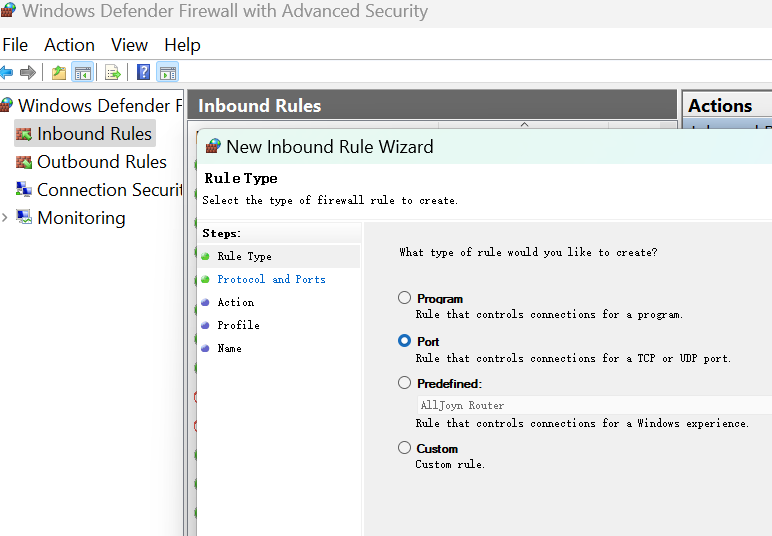 Windows Defender Firewall with Advanced Security
File Action View Help
Windows Defender F
Inbound Rules
Outbound Rules
Connection Securit
Monitoring
Inbound Rules
Actions
New Inbound Rule Wizard
Rule Type
Select the type of firewall rule to create.
Steps:
Rule Type
Protocol and Ports
Action
Profile
Name
What type of rule would you like to create?
Program
Rule that controls connections for a program.
Port
Rule that controls connections for a TCP or UDP port.
Predefined:
AllJoyn Router
Rule that controls connections for a Windows experience.
Custom
Custom rule.